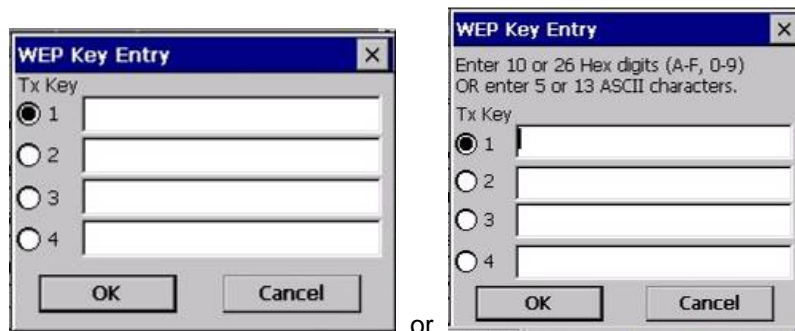 WEP Key Entry
Tx Key
1
2
3
4
OK Cancel
or
WEP Key Entry
Enter 10 or 26 Hex digits (A-F, 0-9)
OR enter 5 or 13 ASCII characters.
Tx Key
1
2
3
4
OK Cancel